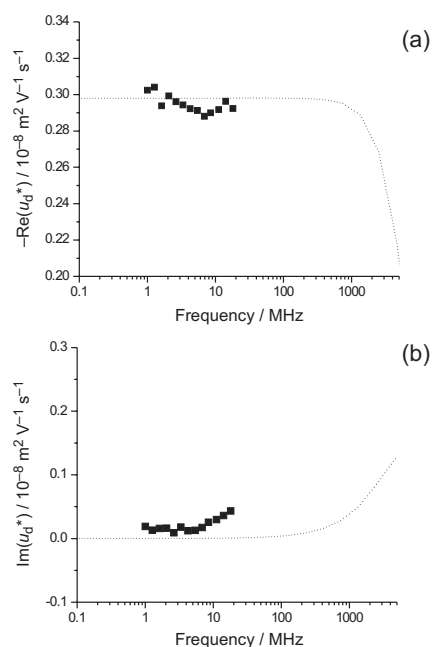 (a)
–Re(u_d*) / 10⁻⁸ m² V⁻¹ s⁻¹
0.34
0.32
0.30
0.28
0.26
0.24
0.22
0.20
0.1 1 10 100 1000
Frequency / MHz
(b)
Im(u_d*) / 10⁻⁸ m² V⁻¹ s⁻¹
0.3
0.2
0.1
0.0
-0.1
0.1 1 10 100 1000
Frequency / MHz